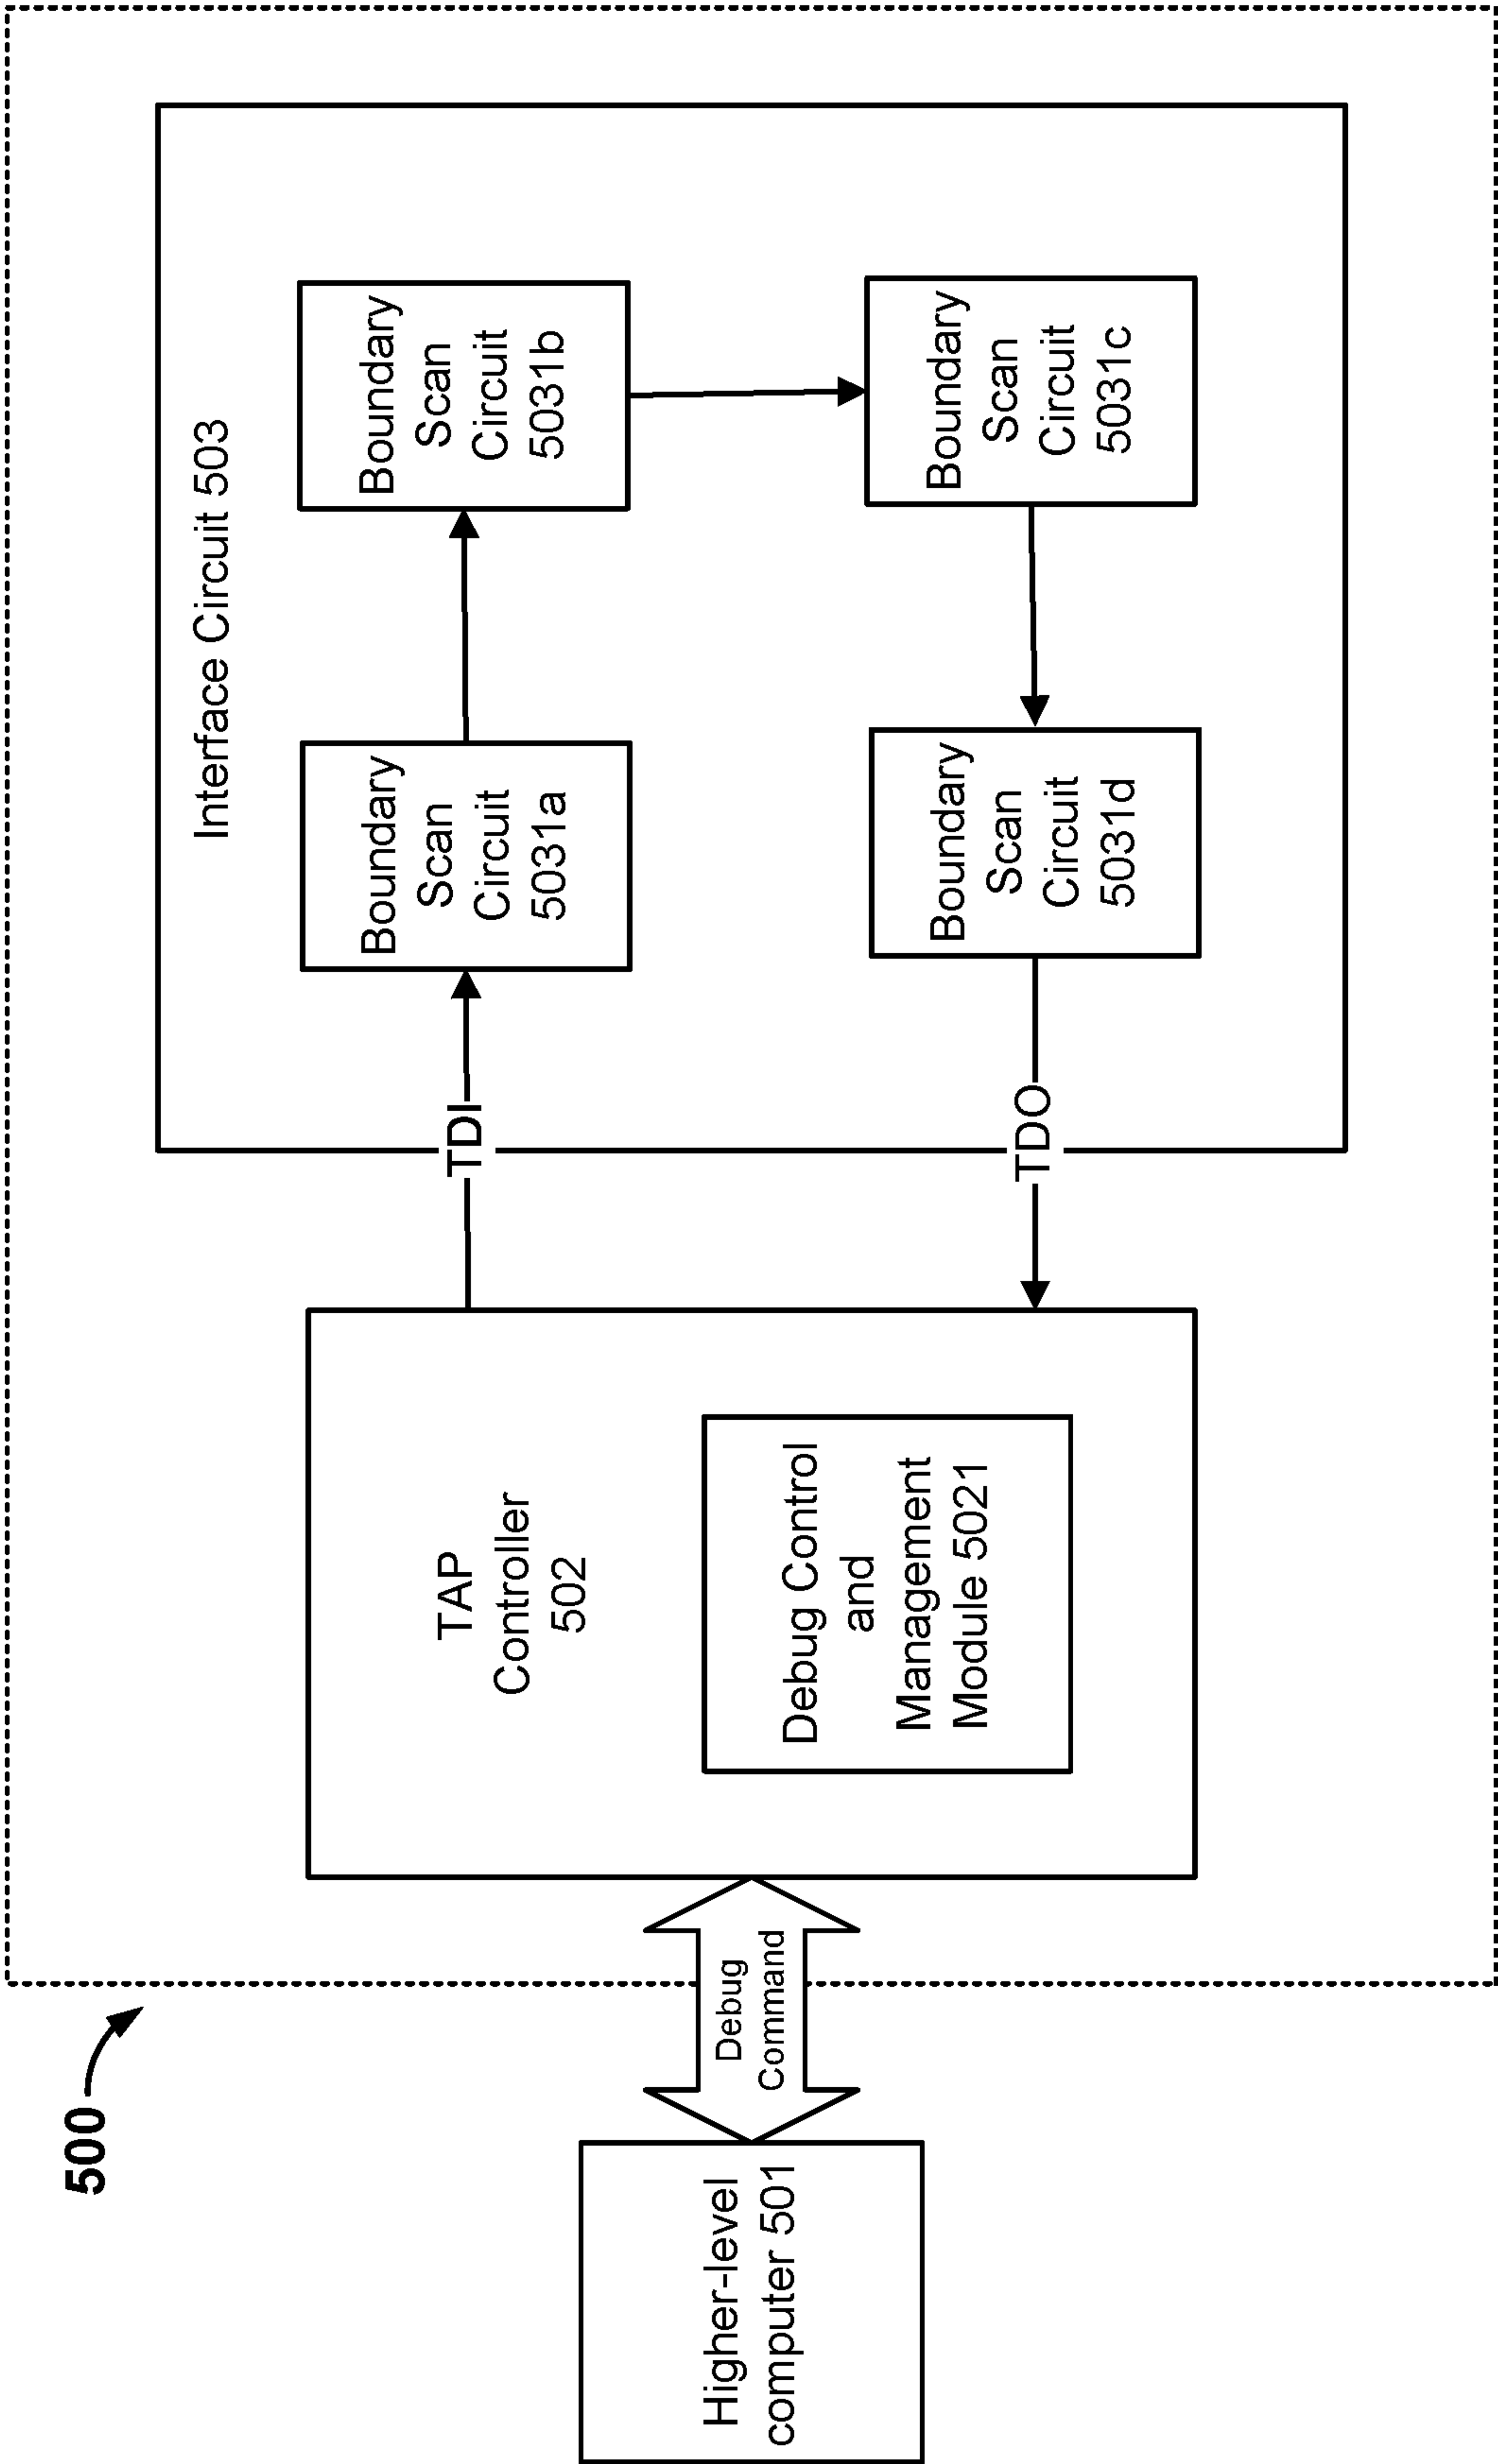 500
Higher-level
computer 501
Debug
Command
TAP
Controller
502
Debug Control
and
Management
Module 5021
TDI
TDO
Interface Circuit 503
Boundary
Scan
Circuit
5031a
Boundary
Scan
Circuit
5031b
Boundary
Scan
Circuit
5031c
Boundary
Scan
Circuit
5031d